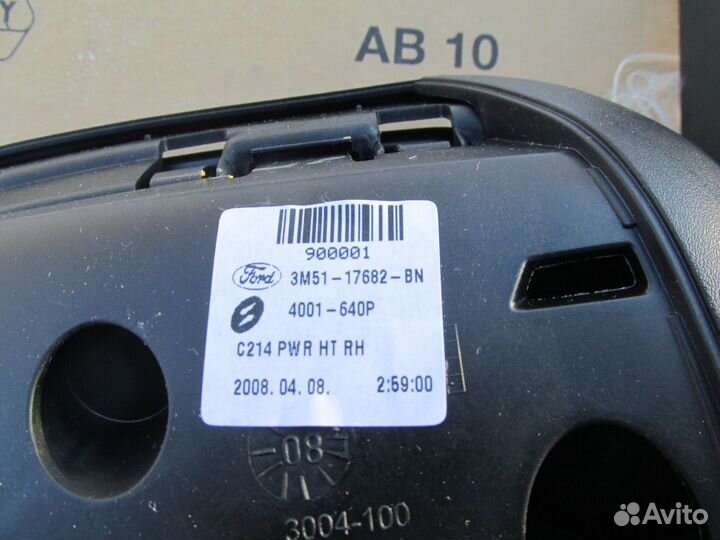 Y
AB 10
900001
Ford 3M51-17682-BN
4001-640P
C214 PWR HT RH
2008. 04. 08. 2:59:00
08
3004-100
Avito